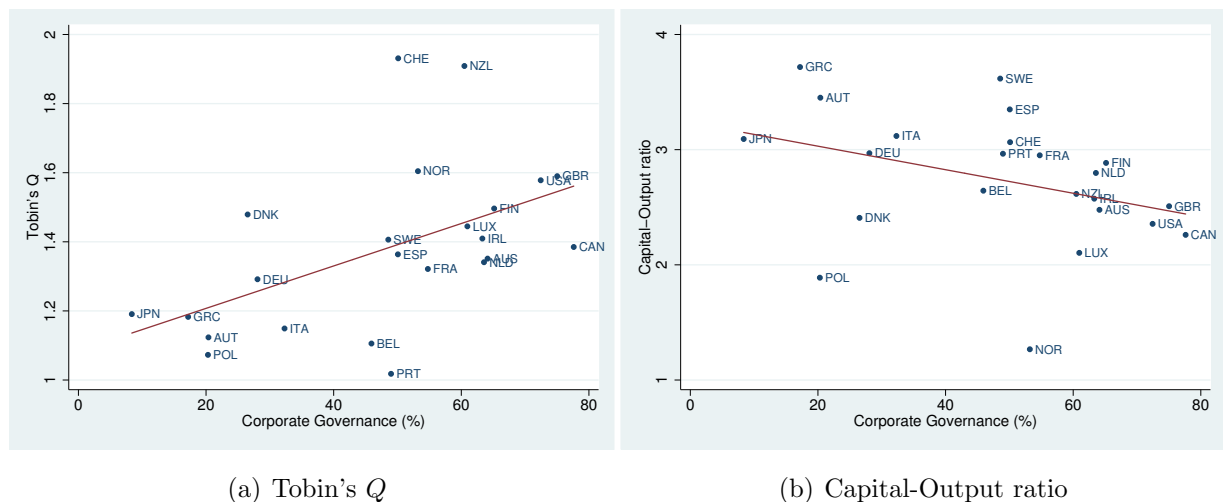 2
1.8
1.6
1.4
1.2
1
Tobin's Q
CHE
NZL
NOR
GBR
USA
FIN
DNK
LUX
SWE
IRL
CAN
ESP
AUS
NLD
FRA
DEU
JPN
GRC
ITA
AUT
BEL
POL
PRT
0 20 40 60 80
Corporate Governance (%)
(a) Tobin's Q
4
3
2
1
Capital–Output ratio
GRC
SWE
AUT
ESP
ITA
JPN
CHE
DEU
PRT
FRA
FIN
NLD
BEL
NZL
IRL
GBR
AUS
DNK
USA
CAN
LUX
POL
NOR
0 20 40 60 80
Corporate Governance (%)
(b) Capital-Output ratio